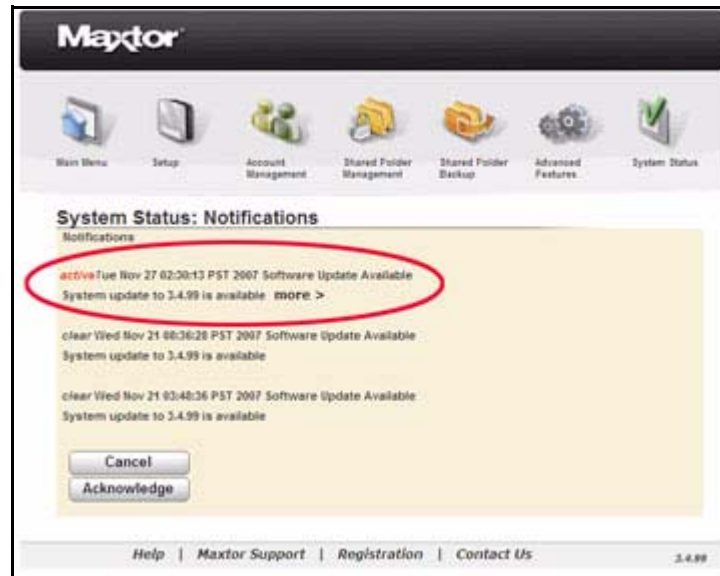 Maxtor
Main Menu
Setup
Account Management
Shared Folder Management
Shared Folder Backup
Advanced Features
System Status
System Status: Notifications
Notifications
active Tue Nov 27 02:30:13 PST 2007 Software Update Available
System update to 3.4.99 is available more >
clear Wed Nov 21 08:36:28 PST 2007 Software Update Available
System update to 3.4.99 is available
clear Wed Nov 21 03:48:36 PST 2007 Software Update Available
System update to 3.4.99 is available
Cancel
Acknowledge
Help | Maxtor Support | Registration | Contact Us
3.4.99